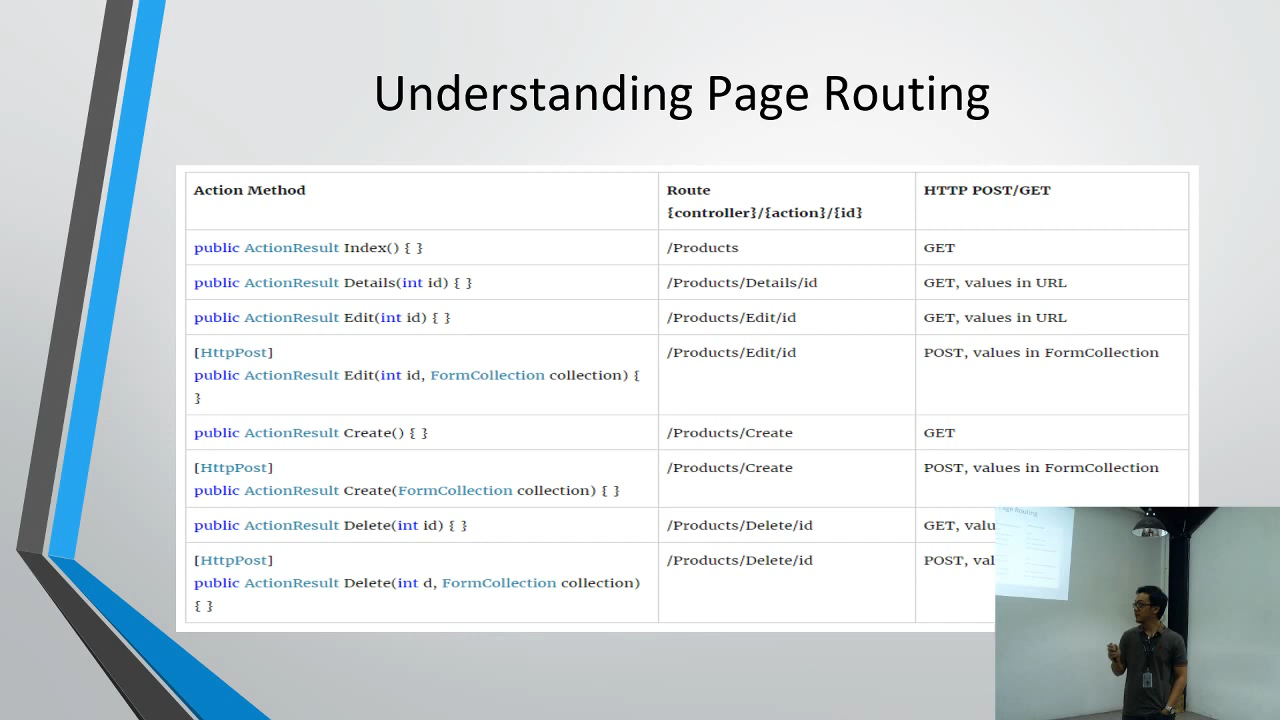 Understanding Page Routing
Action Method
Route
{controller}/{action}/{id}
HTTP POST/GET
public ActionResult Index() { }
/Products
GET
public ActionResult Details(int id) { }
/Products/Details/id
GET, values in URL
public ActionResult Edit(int id) { }
/Products/Edit/id
GET, values in URL
[HttpPost]
public ActionResult Edit(int id, FormCollection collection) {
}
/Products/Edit/id
POST, values in FormCollection
public ActionResult Create() { }
/Products/Create
GET
[HttpPost]
public ActionResult Create(FormCollection collection) { }
/Products/Create
POST, values in FormCollection
public ActionResult Delete(int id) { }
/Products/Delete/id
GET, valu
[HttpPost]
public ActionResult Delete(int d, FormCollection collection)
{ }
/Products/Delete/id
POST, val
Page Routing